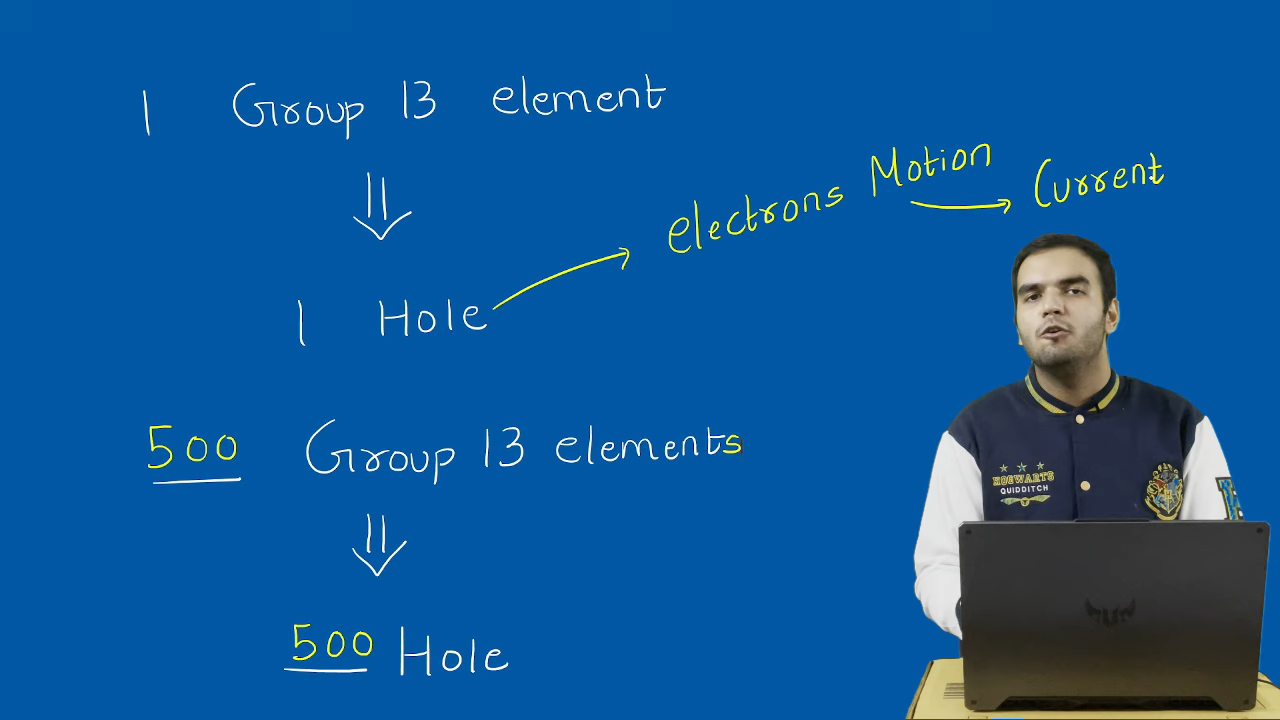 1 Group 13 element
electrons Motion Current
1 Hole
500 Group 13 elements
500 Hole
HOGWARTS
QUIDDITCH